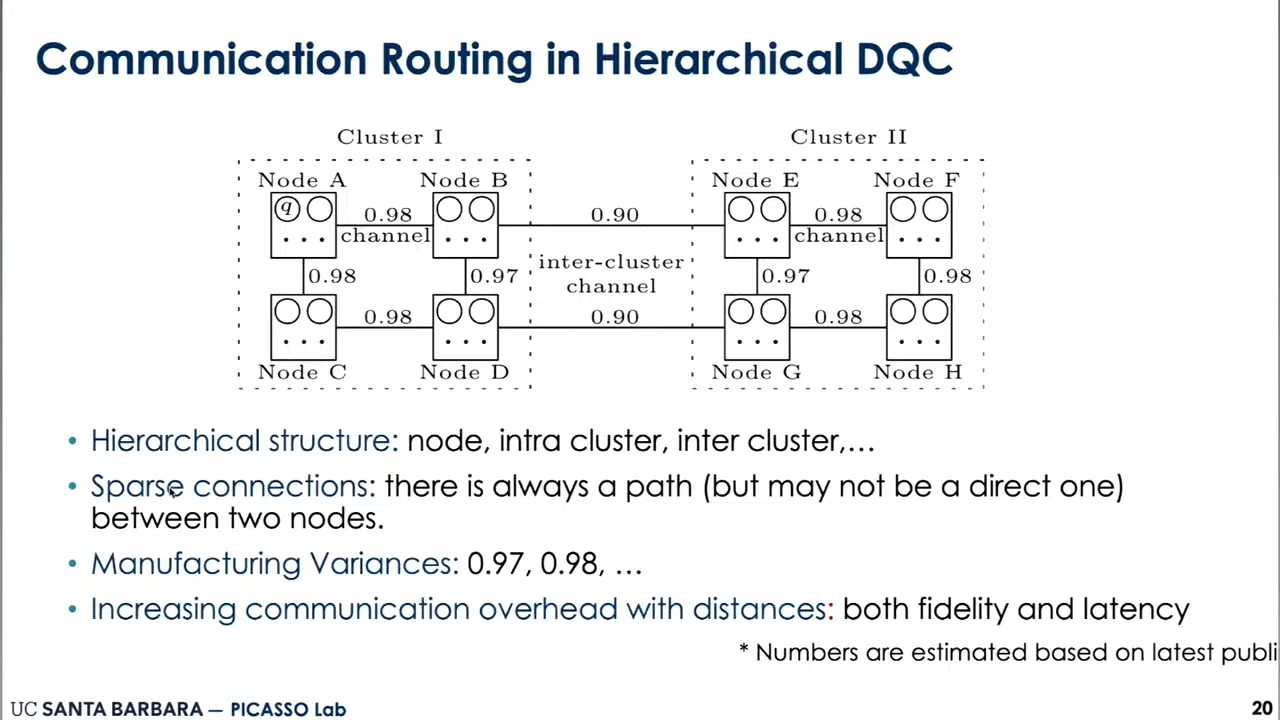 Communication Routing in Hierarchical DQC
Cluster I
Cluster II
Node A
Node B
Node E
Node F
q
0.98
0.90
0.98
...
channel
...
...
channel
...
0.98
0.97
inter-cluster
0.97
0.98
channel
0.98
0.90
0.98
...
...
...
...
Node C
Node D
Node G
Node H
• Hierarchical structure: node, intra cluster, inter cluster,...
• Sparse connections: there is always a path (but may not be a direct one)
between two nodes.
• Manufacturing Variances: 0.97, 0.98, ...
• Increasing communication overhead with distances: both fidelity and latency
* Numbers are estimated based on latest publi
UC SANTA BARBARA — PICASSO Lab
20